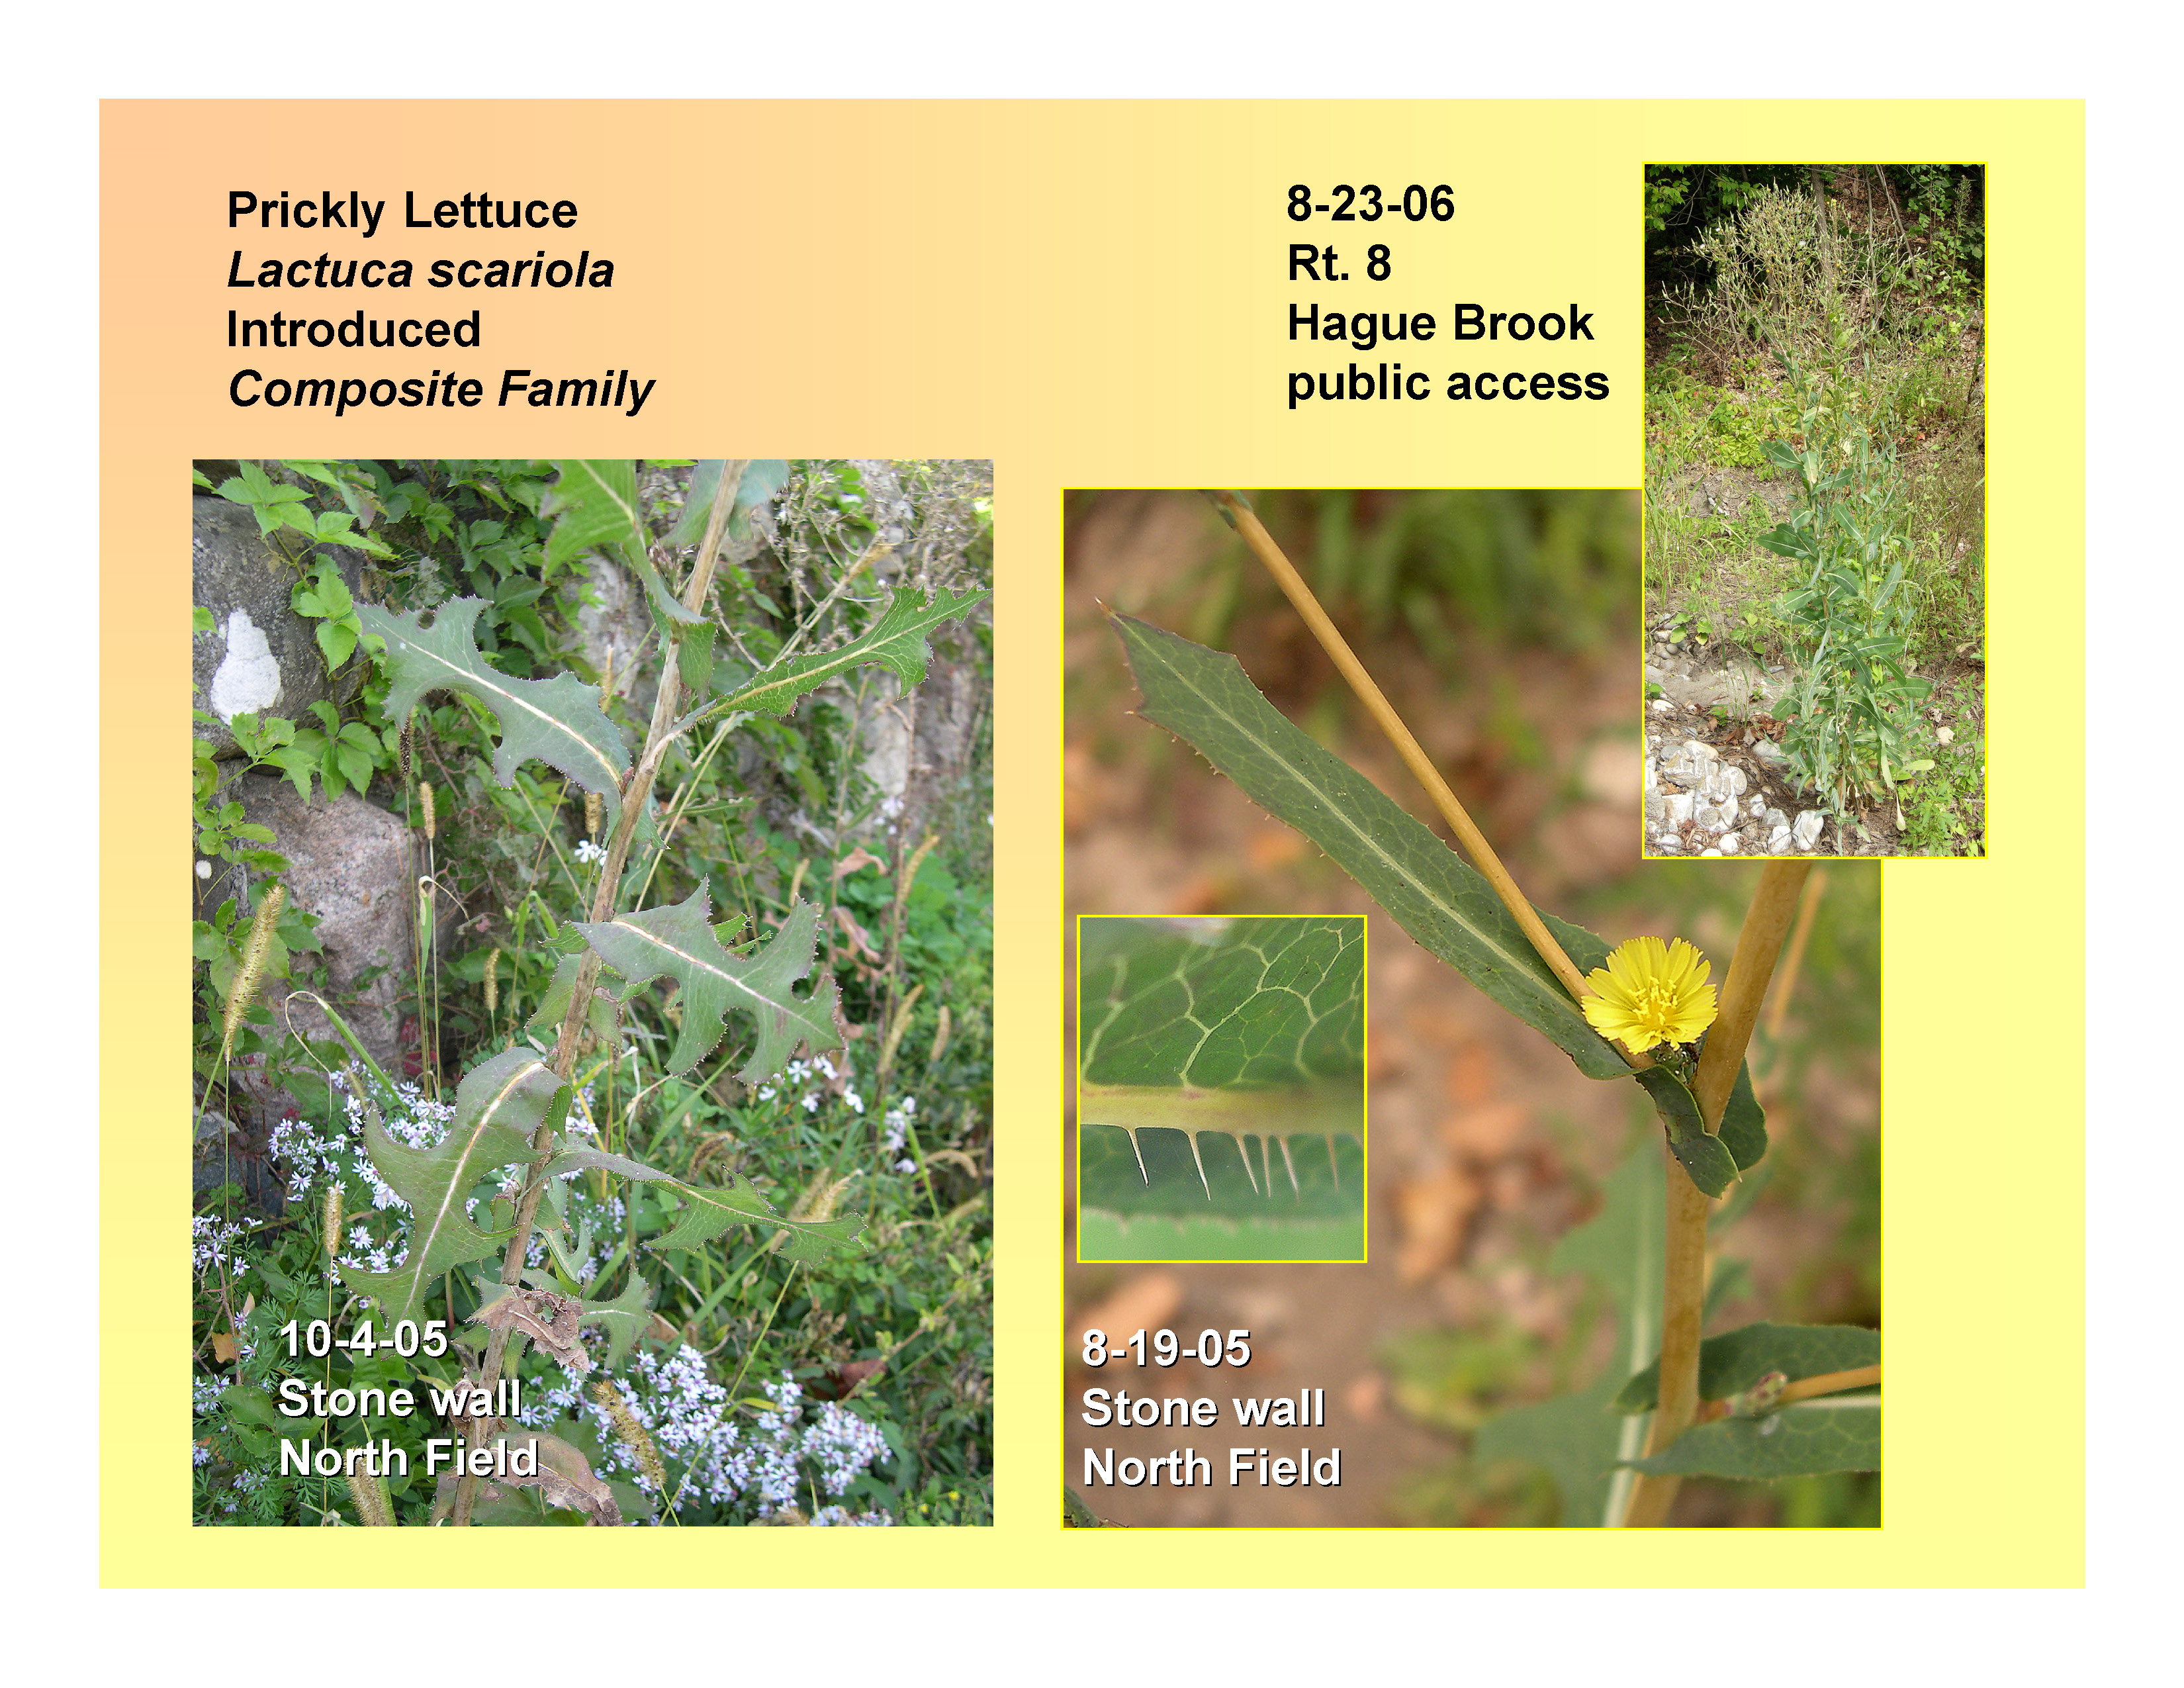 Prickly Lettuce
Lactuca scariola
Introduced
Composite Family
8-23-06
Rt. 8
Hague Brook
public access
10-4-05
Stone wall
North Field
8-19-05
Stone wall
North Field